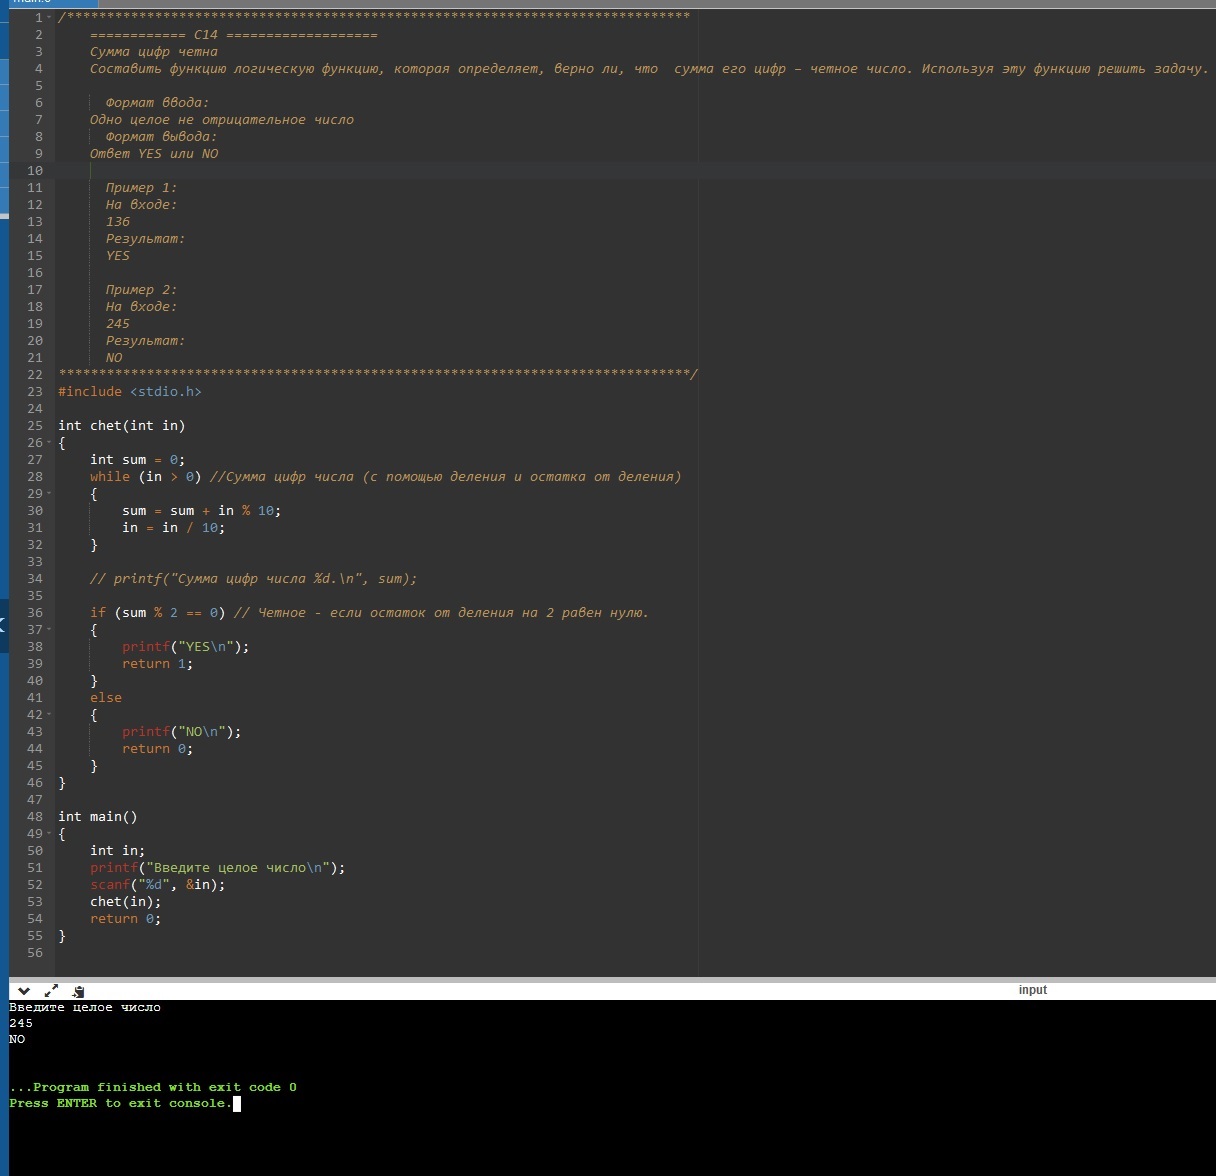 1 /******************************************************************************
2 ============ C14 ===================
3 Сумма цифр четна
4 Составить функцию логическую функцию, которая определяет, верно ли, что  сумма его цифр – четное число. Используя эту функцию решить задачу.
5
6 Формат ввода:
7 Одно целое не отрицательное число
8 Формат вывода:
9 Ответ YES или NO
10
11 Пример 1:
12 На входе:
13 136
14 Результат:
15 YES
16
17 Пример 2:
18 На входе:
19 245
20 Результат:
21 NO
22 *******************************************************************************/
23 #include <stdio.h>
24
25 int chet(int in)
26 {
27 int sum = 0;
28 while (in > 0) //Сумма цифр числа (с помощью деления и остатка от деления)
29 {
30 sum = sum + in % 10;
31 in = in / 10;
32 }
33
34 // printf("Сумма цифр числа %d.\n", sum);
35
36 if (sum % 2 == 0) // Четное - если остаток от деления на 2 равен нулю.
37 {
38 printf("YES\n");
39 return 1;
40 }
41 else
42 {
43 printf("NO\n");
44 return 0;
45 }
46 }
47
48 int main()
49 {
50 int in;
51 printf("Введите целое число\n");
52 scanf("%d", &in);
53 chet(in);
54 return 0;
55 }
56
input
Введите целое число
245
NO
...Program finished with exit code 0
Press ENTER to exit console.